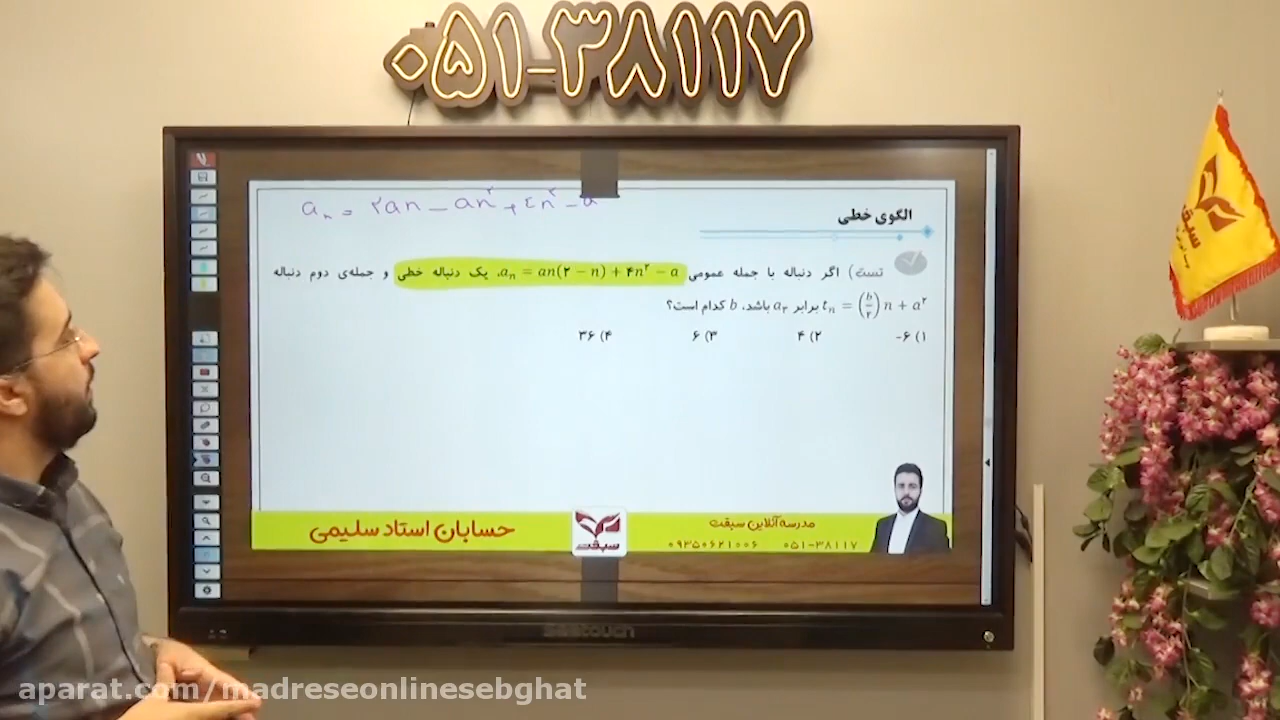 ۰۵۱-۳۸۱۱۷
aₙ = ۲an - an² + ۴n² - a
الگوی خطی
تست) اگر دنباله با جمله عمومی aₙ = an(۲ − n) + ۴n² − a، یک دنباله خطی و جمله‌ی دوم دنباله
tₙ = (b/۲)n + a² برابر a₃ باشد، b کدام است؟
۱) ۶- ۲) ۴ ۳) ۶ ۴) ۳۶
حسابان استاد سلیمی
سبقت
مدرسه آنلاین سبقت
۰۹۳۵۰۶۲۱۰۰۶ ۰۵۱-۳۸۱۱۷
سبقت
aparat.com/madreseonlinesebghat